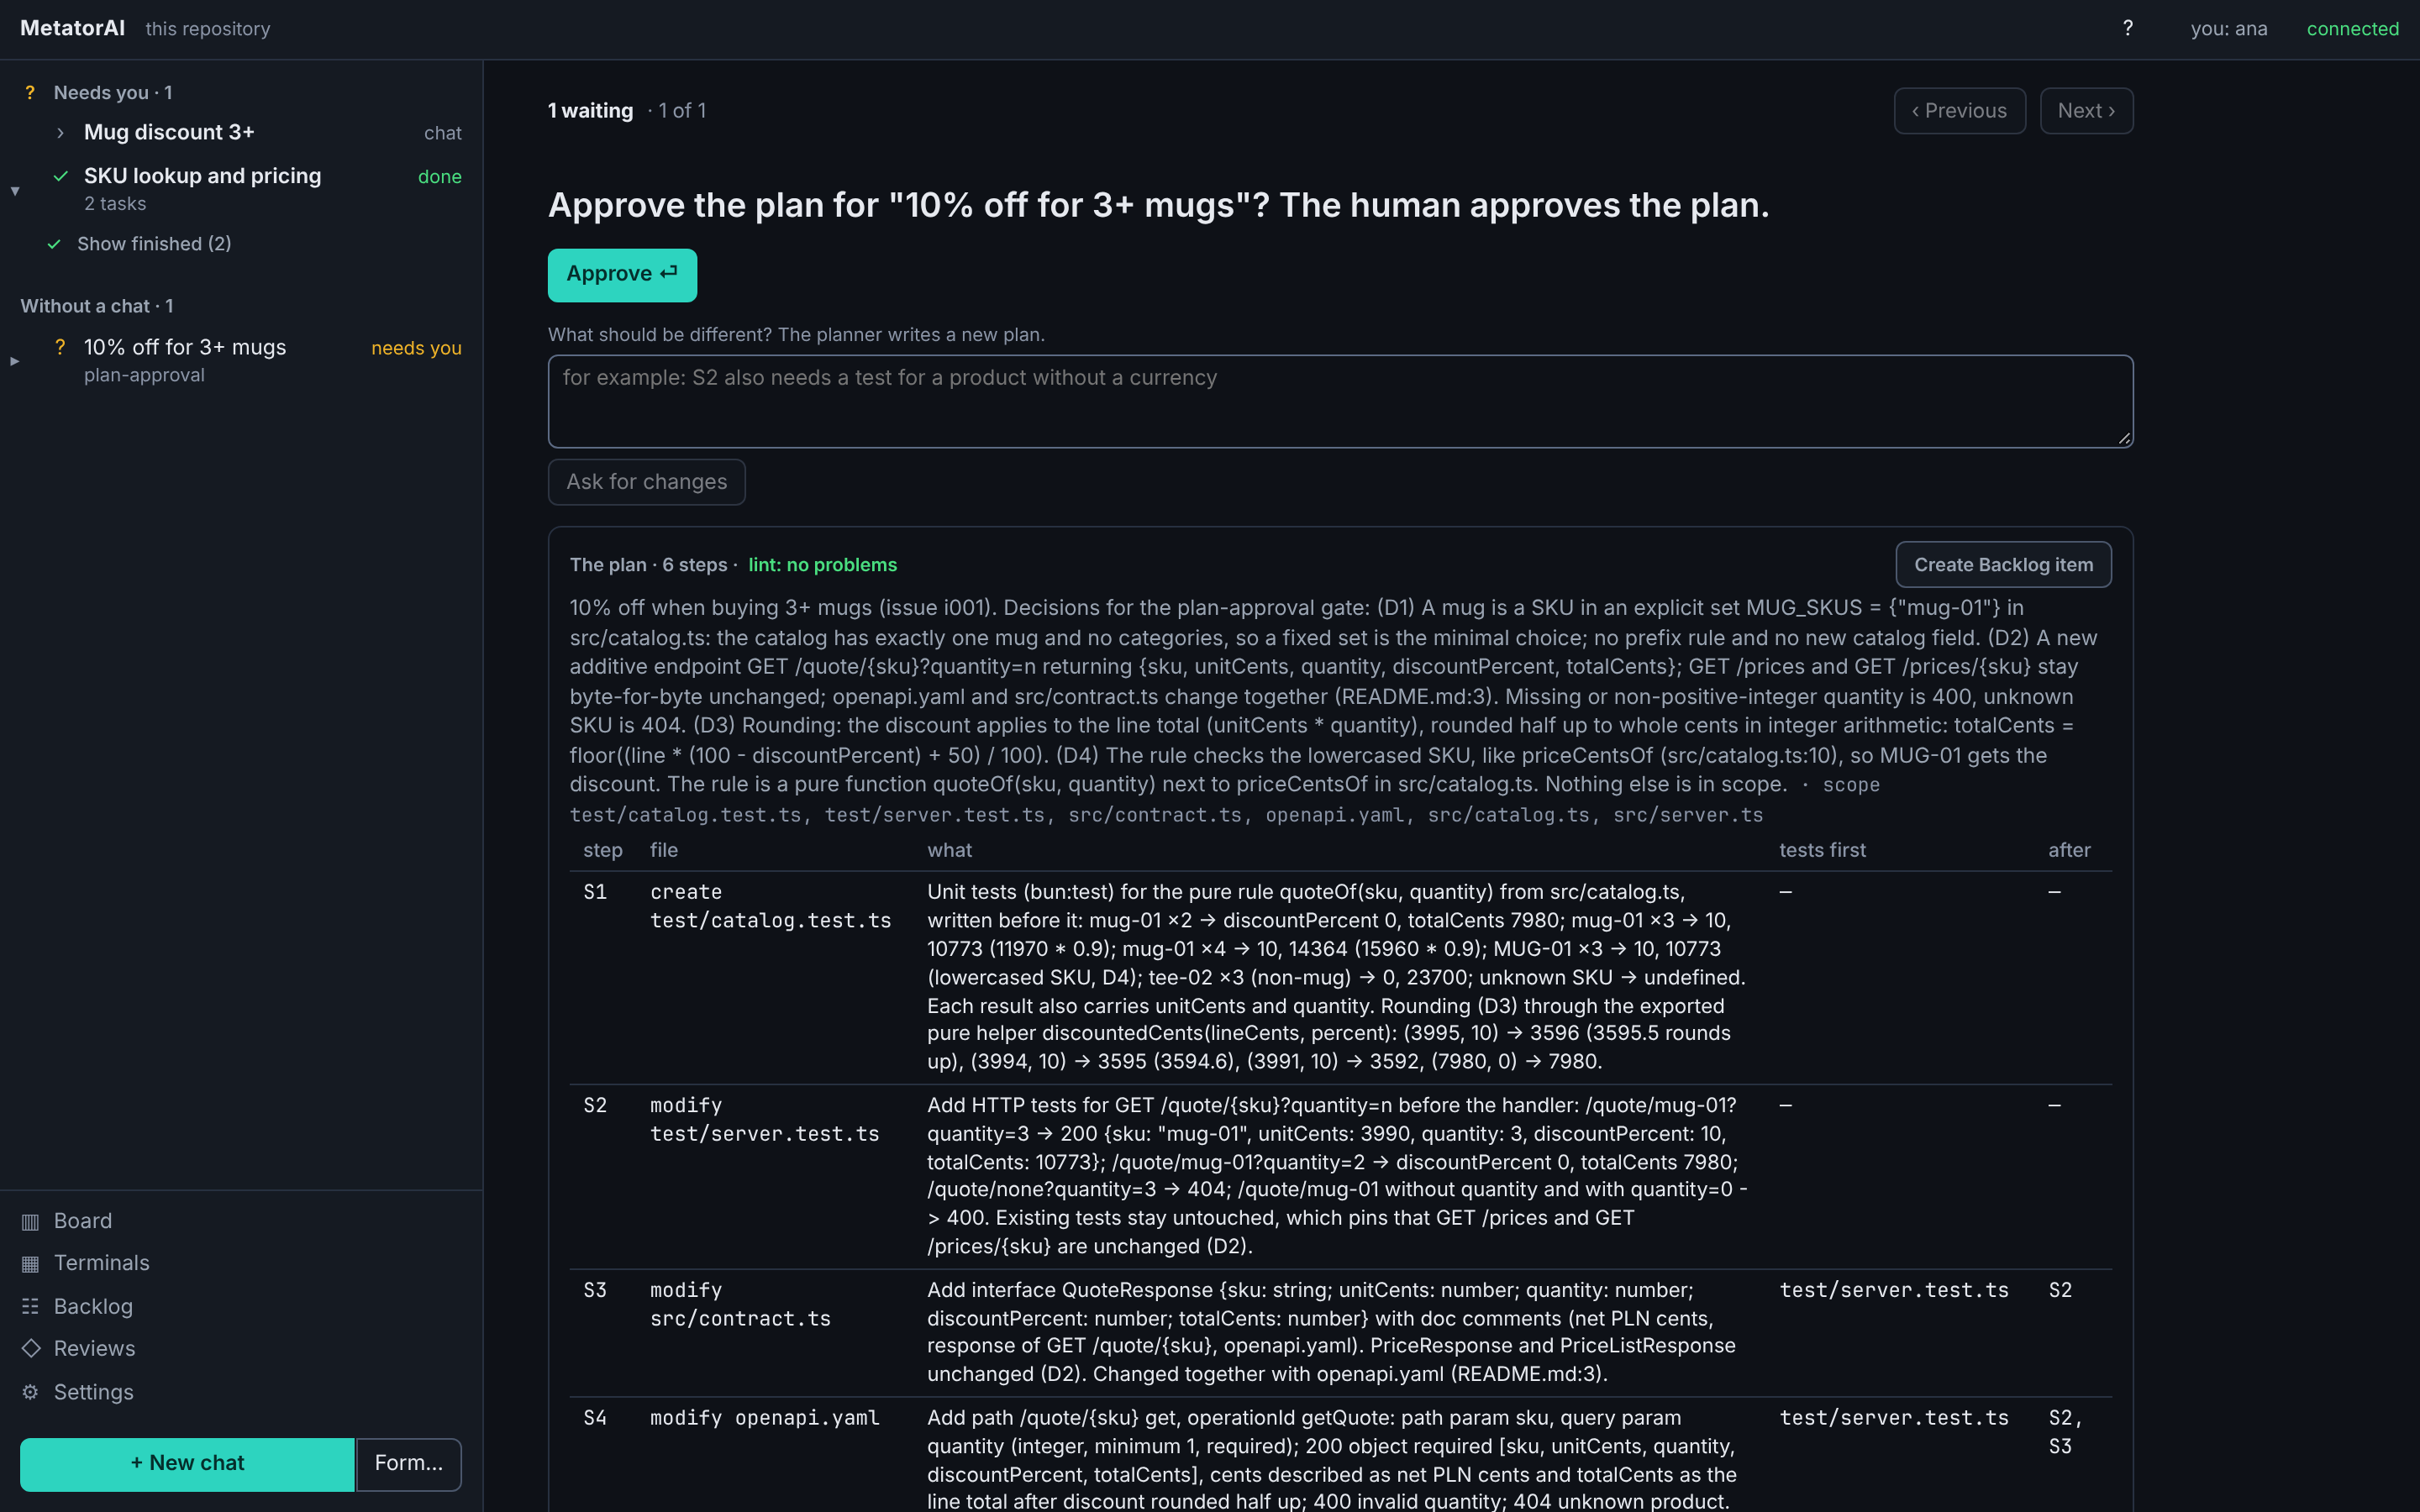 MetatorAI this repository
? you: ana connected
? Needs you · 1
› Mug discount 3+ chat
▾ ✓ SKU lookup and pricing done
2 tasks
✓ Show finished (2)
Without a chat · 1
▸ ? 10% off for 3+ mugs needs you
plan-approval
Board
Terminals
Backlog
Reviews
Settings
+ New chat
Form...
1 waiting · 1 of 1
‹ Previous
Next ›
Approve the plan for "10% off for 3+ mugs"? The human approves the plan.
Approve ⏎
What should be different? The planner writes a new plan.
for example: S2 also needs a test for a product without a currency
Ask for changes
The plan · 6 steps · lint: no problems
Create Backlog item
10% off when buying 3+ mugs (issue i001). Decisions for the plan-approval gate: (D1) A mug is a SKU in an explicit set MUG_SKUS = {"mug-01"} in
src/catalog.ts: the catalog has exactly one mug and no categories, so a fixed set is the minimal choice; no prefix rule and no new catalog field. (D2) A new
additive endpoint GET /quote/{sku}?quantity=n returning {sku, unitCents, quantity, discountPercent, totalCents}; GET /prices and GET /prices/{sku} stay
byte-for-byte unchanged; openapi.yaml and src/contract.ts change together (README.md:3). Missing or non-positive-integer quantity is 400, unknown
SKU is 404. (D3) Rounding: the discount applies to the line total (unitCents * quantity), rounded half up to whole cents in integer arithmetic: totalCents =
floor((line * (100 - discountPercent) + 50) / 100). (D4) The rule checks the lowercased SKU, like priceCentsOf (src/catalog.ts:10), so MUG-01 gets the
discount. The rule is a pure function quoteOf(sku, quantity) next to priceCentsOf in src/catalog.ts. Nothing else is in scope. · scope
test/catalog.test.ts, test/server.test.ts, src/contract.ts, openapi.yaml, src/catalog.ts, src/server.ts
step file what tests first after
S1 create Unit tests (bun:test) for the pure rule quoteOf(sku, quantity) from src/catalog.ts, — —
test/catalog.test.ts written before it: mug-01 ×2 → discountPercent 0, totalCents 7980; mug-01 ×3 → 10,
10773 (11970 * 0.9); mug-01 ×4 → 10, 14364 (15960 * 0.9); MUG-01 ×3 → 10, 10773
(lowercased SKU, D4); tee-02 ×3 (non-mug) → 0, 23700; unknown SKU → undefined.
Each result also carries unitCents and quantity. Rounding (D3) through the exported
pure helper discountedCents(lineCents, percent): (3995, 10) → 3596 (3595.5 rounds
up), (3994, 10) → 3595 (3594.6), (3991, 10) → 3592, (7980, 0) → 7980.
S2 modify Add HTTP tests for GET /quote/{sku}?quantity=n before the handler: /quote/mug-01? — —
test/server.test.ts quantity=3 → 200 {sku: "mug-01", unitCents: 3990, quantity: 3, discountPercent: 10,
totalCents: 10773}; /quote/mug-01?quantity=2 → discountPercent 0, totalCents 7980;
/quote/none?quantity=3 → 404; /quote/mug-01 without quantity and with quantity=0 -
> 400. Existing tests stay untouched, which pins that GET /prices and GET
/prices/{sku} are unchanged (D2).
S3 modify Add interface QuoteResponse {sku: string; unitCents: number; quantity: number; test/server.test.ts S2
src/contract.ts discountPercent: number; totalCents: number} with doc comments (net PLN cents,
response of GET /quote/{sku}, openapi.yaml). PriceResponse and PriceListResponse
unchanged (D2). Changed together with openapi.yaml (README.md:3).
S4 modify openapi.yaml Add path /quote/{sku} get, operationId getQuote: path param sku, query param test/server.test.ts S2,
quantity (integer, minimum 1, required); 200 object required [sku, unitCents, quantity, S3
discountPercent, totalCents], cents described as net PLN cents and totalCents as the
line total after discount rounded half up; 400 invalid quantity; 404 unknown product.